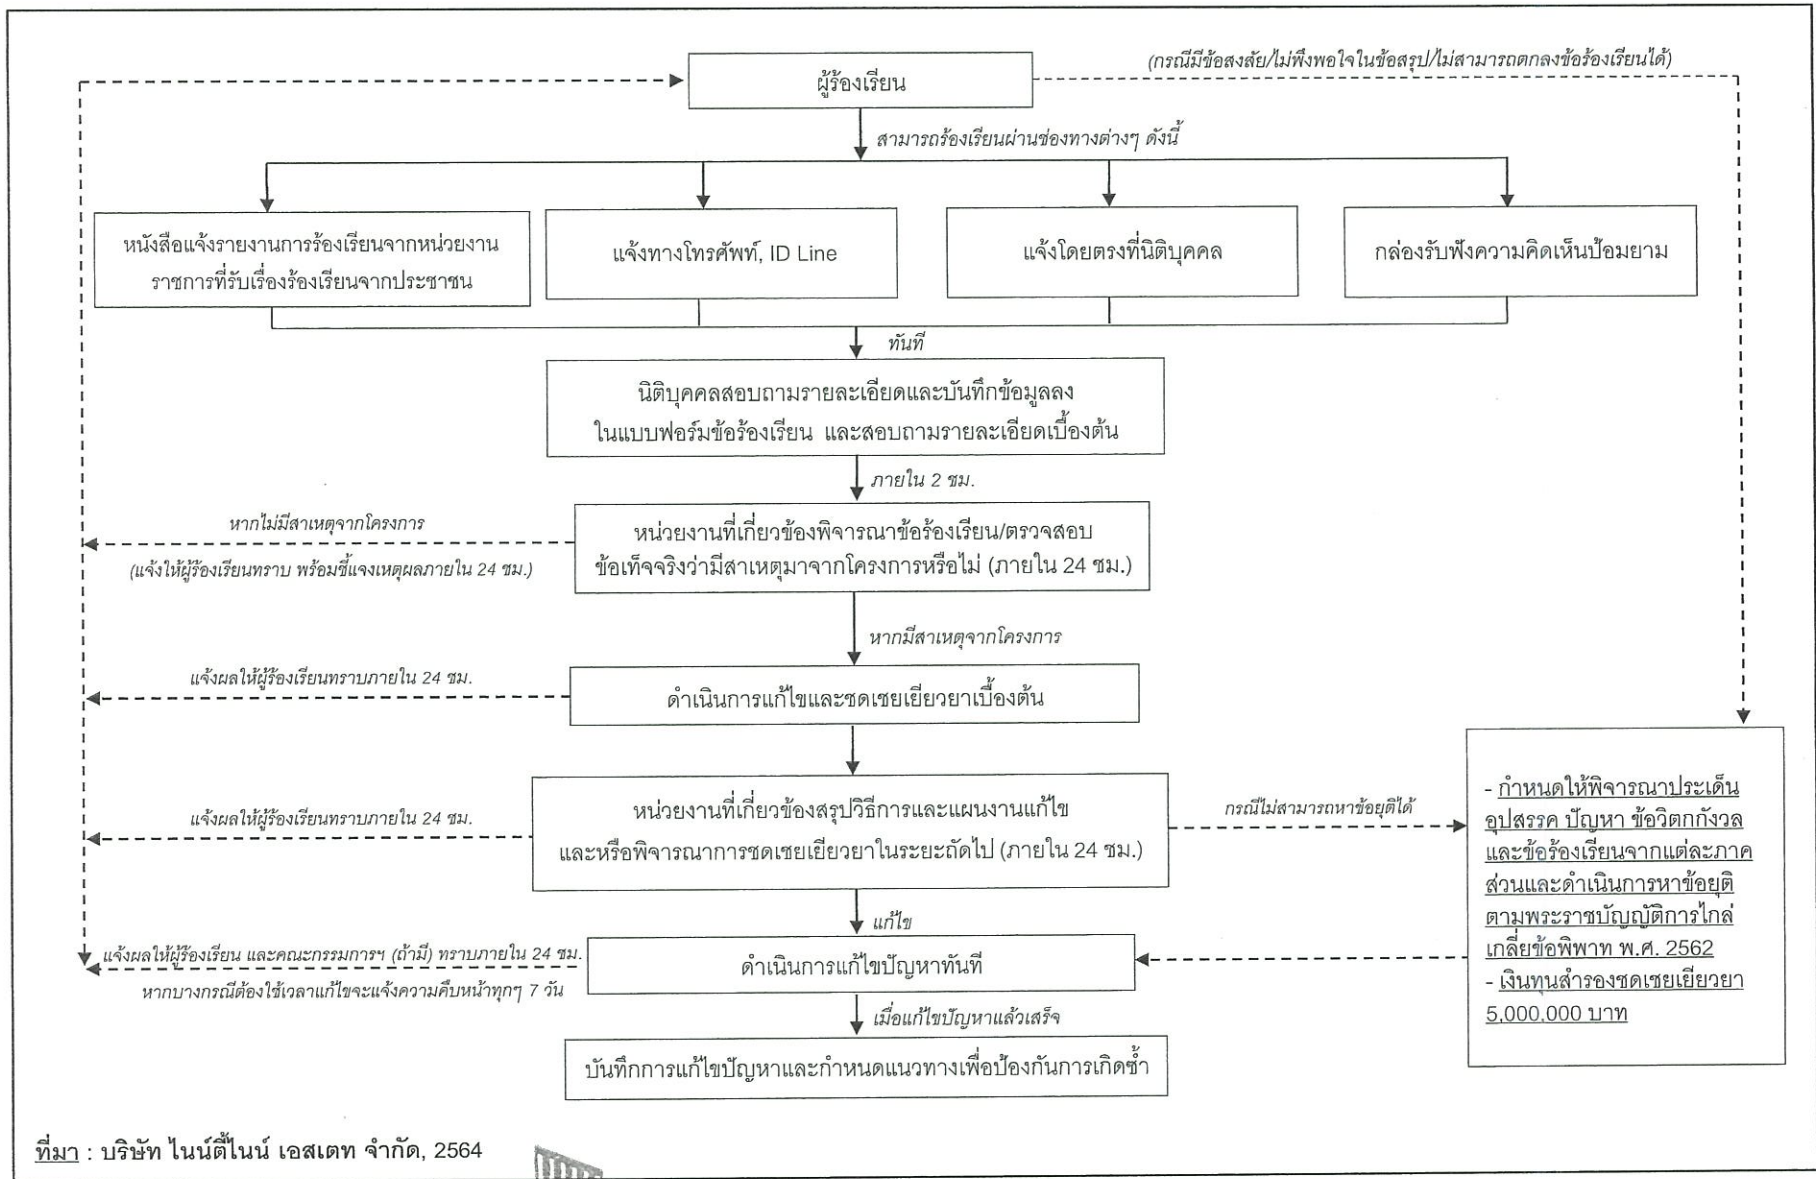 (กรณีมีข้อสงสัย/ไม่พึงพอใจในข้อสรุป/ไม่สามารถตกลงข้อร้องเรียนได้)
ผู้ร้องเรียน
สามารถร้องเรียนผ่านช่องทางต่างๆ ดังนี้
หนังสือแจ้งรายงานการร้องเรียนจากหน่วยงาน
ราชการที่รับเรื่องร้องเรียนจากประชาชน
แจ้งทางโทรศัพท์, ID Line
แจ้งโดยตรงที่นิติบุคคล
กล่องรับฟังความคิดเห็นป้อมยาม
ทันที
นิติบุคคลสอบถามรายละเอียดและบันทึกข้อมูลลง
ในแบบฟอร์มข้อร้องเรียน และสอบถามรายละเอียดเบื้องต้น
ภายใน 2 ชม.
หากไม่มีสาเหตุจากโครงการ
(แจ้งให้ผู้ร้องเรียนทราบ พร้อมชี้แจงเหตุผลภายใน 24 ชม.)
หน่วยงานที่เกี่ยวข้องพิจารณาข้อร้องเรียน/ตรวจสอบ
ข้อเท็จจริงว่ามีสาเหตุมาจากโครงการหรือไม่ (ภายใน 24 ชม.)
หากมีสาเหตุจากโครงการ
แจ้งผลให้ผู้ร้องเรียนทราบภายใน 24 ชม.
ดำเนินการแก้ไขและชดเชยเยียวยาเบื้องต้น
แจ้งผลให้ผู้ร้องเรียนทราบภายใน 24 ชม.
หน่วยงานที่เกี่ยวข้องสรุปวิธีการและแผนงานแก้ไข
และหรือพิจารณาการชดเชยเยียวยาในระยะถัดไป (ภายใน 24 ชม.)
กรณีไม่สามารถหาข้อยุติได้
- กำหนดให้พิจารณาประเด็น
อุปสรรค ปัญหา ข้อวิตกกังวล
และข้อร้องเรียนจากแต่ละภาค
ส่วนและดำเนินการหาข้อยุติ
ตามพระราชบัญญัติการไกล่
เกลี่ยข้อพิพาท พ.ศ. 2562
- เงินทุนสำรองชดเชยเยียวยา
5,000,000 บาท
แก้ไข
แจ้งผลให้ผู้ร้องเรียน และคณะกรรมการฯ (ถ้ามี) ทราบภายใน 24 ชม.
หากบางกรณีต้องใช้เวลาแก้ไขจะแจ้งความคืบหน้าทุกๆ 7 วัน
ดำเนินการแก้ไขปัญหาทันที
เมื่อแก้ไขปัญหาแล้วเสร็จ
บันทึกการแก้ไขปัญหาและกำหนดแนวทางเพื่อป้องกันการเกิดซ้ำ
ที่มา : บริษัท ไนน์ตี้ไนน์ เอสเตท จำกัด, 2564